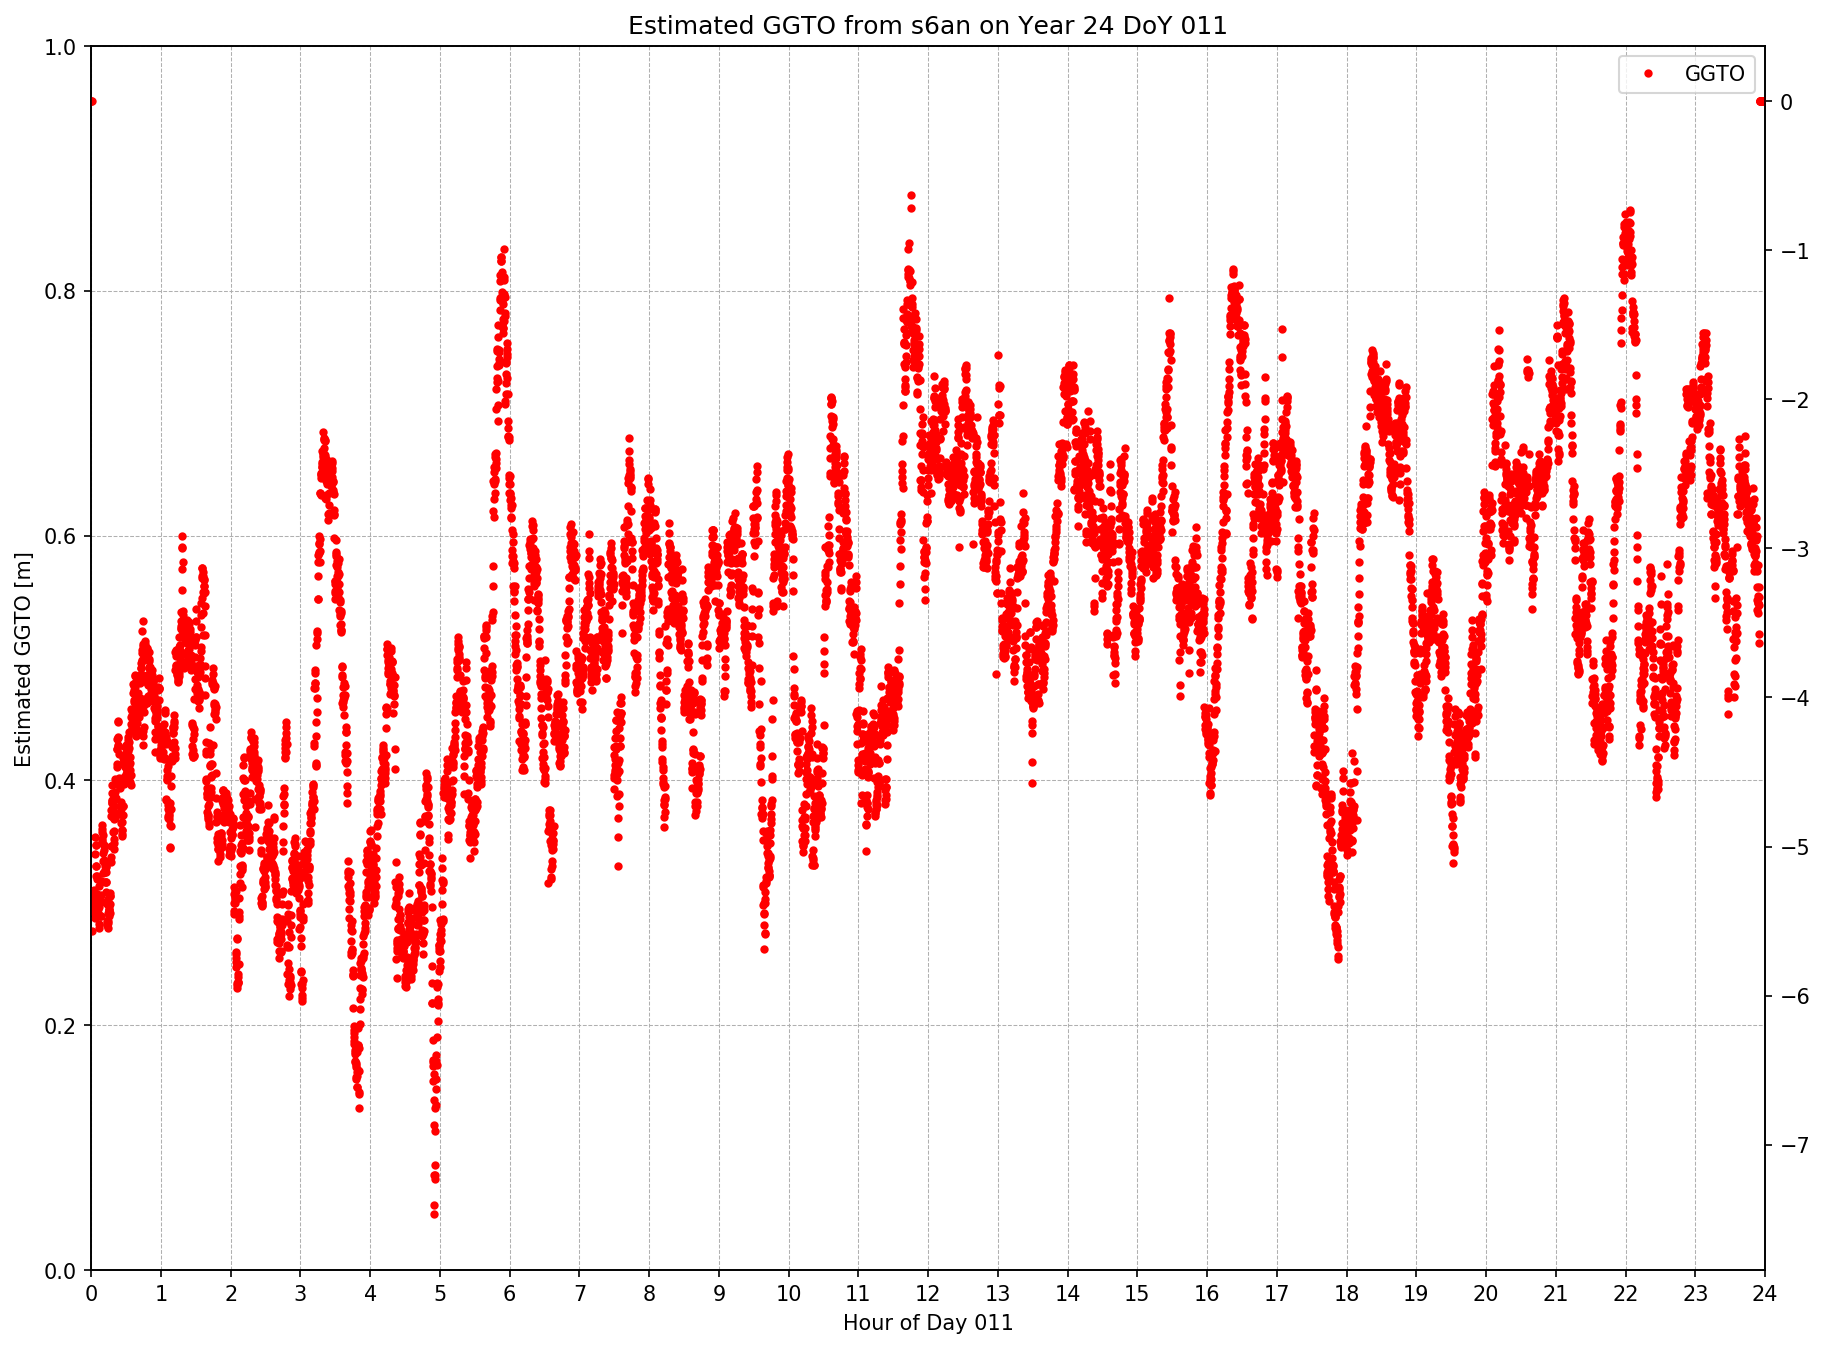 Estimated GGTO from s6an on Year 24 DoY 011
GGTO
Estimated GGTO [m]
1.0
0.8
0.6
0.4
0.2
0.0
0
−1
−2
−3
−4
−5
−6
−7
0 1 2 3 4 5 6 7 8 9 10 11 12 13 14 15 16 17 18 19 20 21 22 23 24
Hour of Day 011